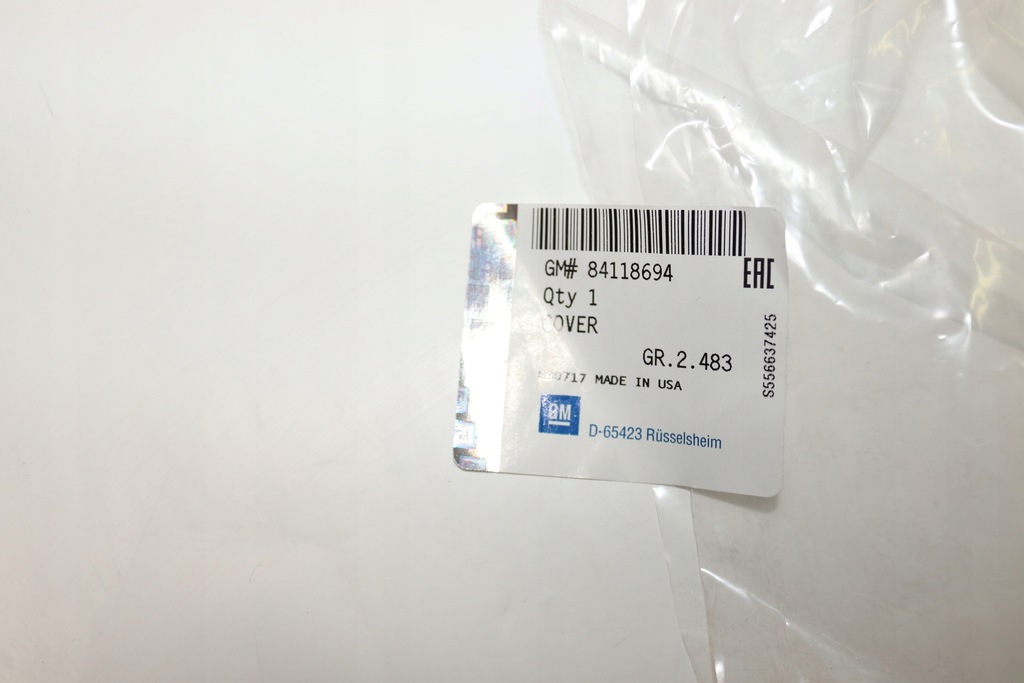 GM# 84118694
EAC
Qty 1
COVER
S556637425
GR.2.483
MADE IN USA
GM
D-65423 Rüsselsheim